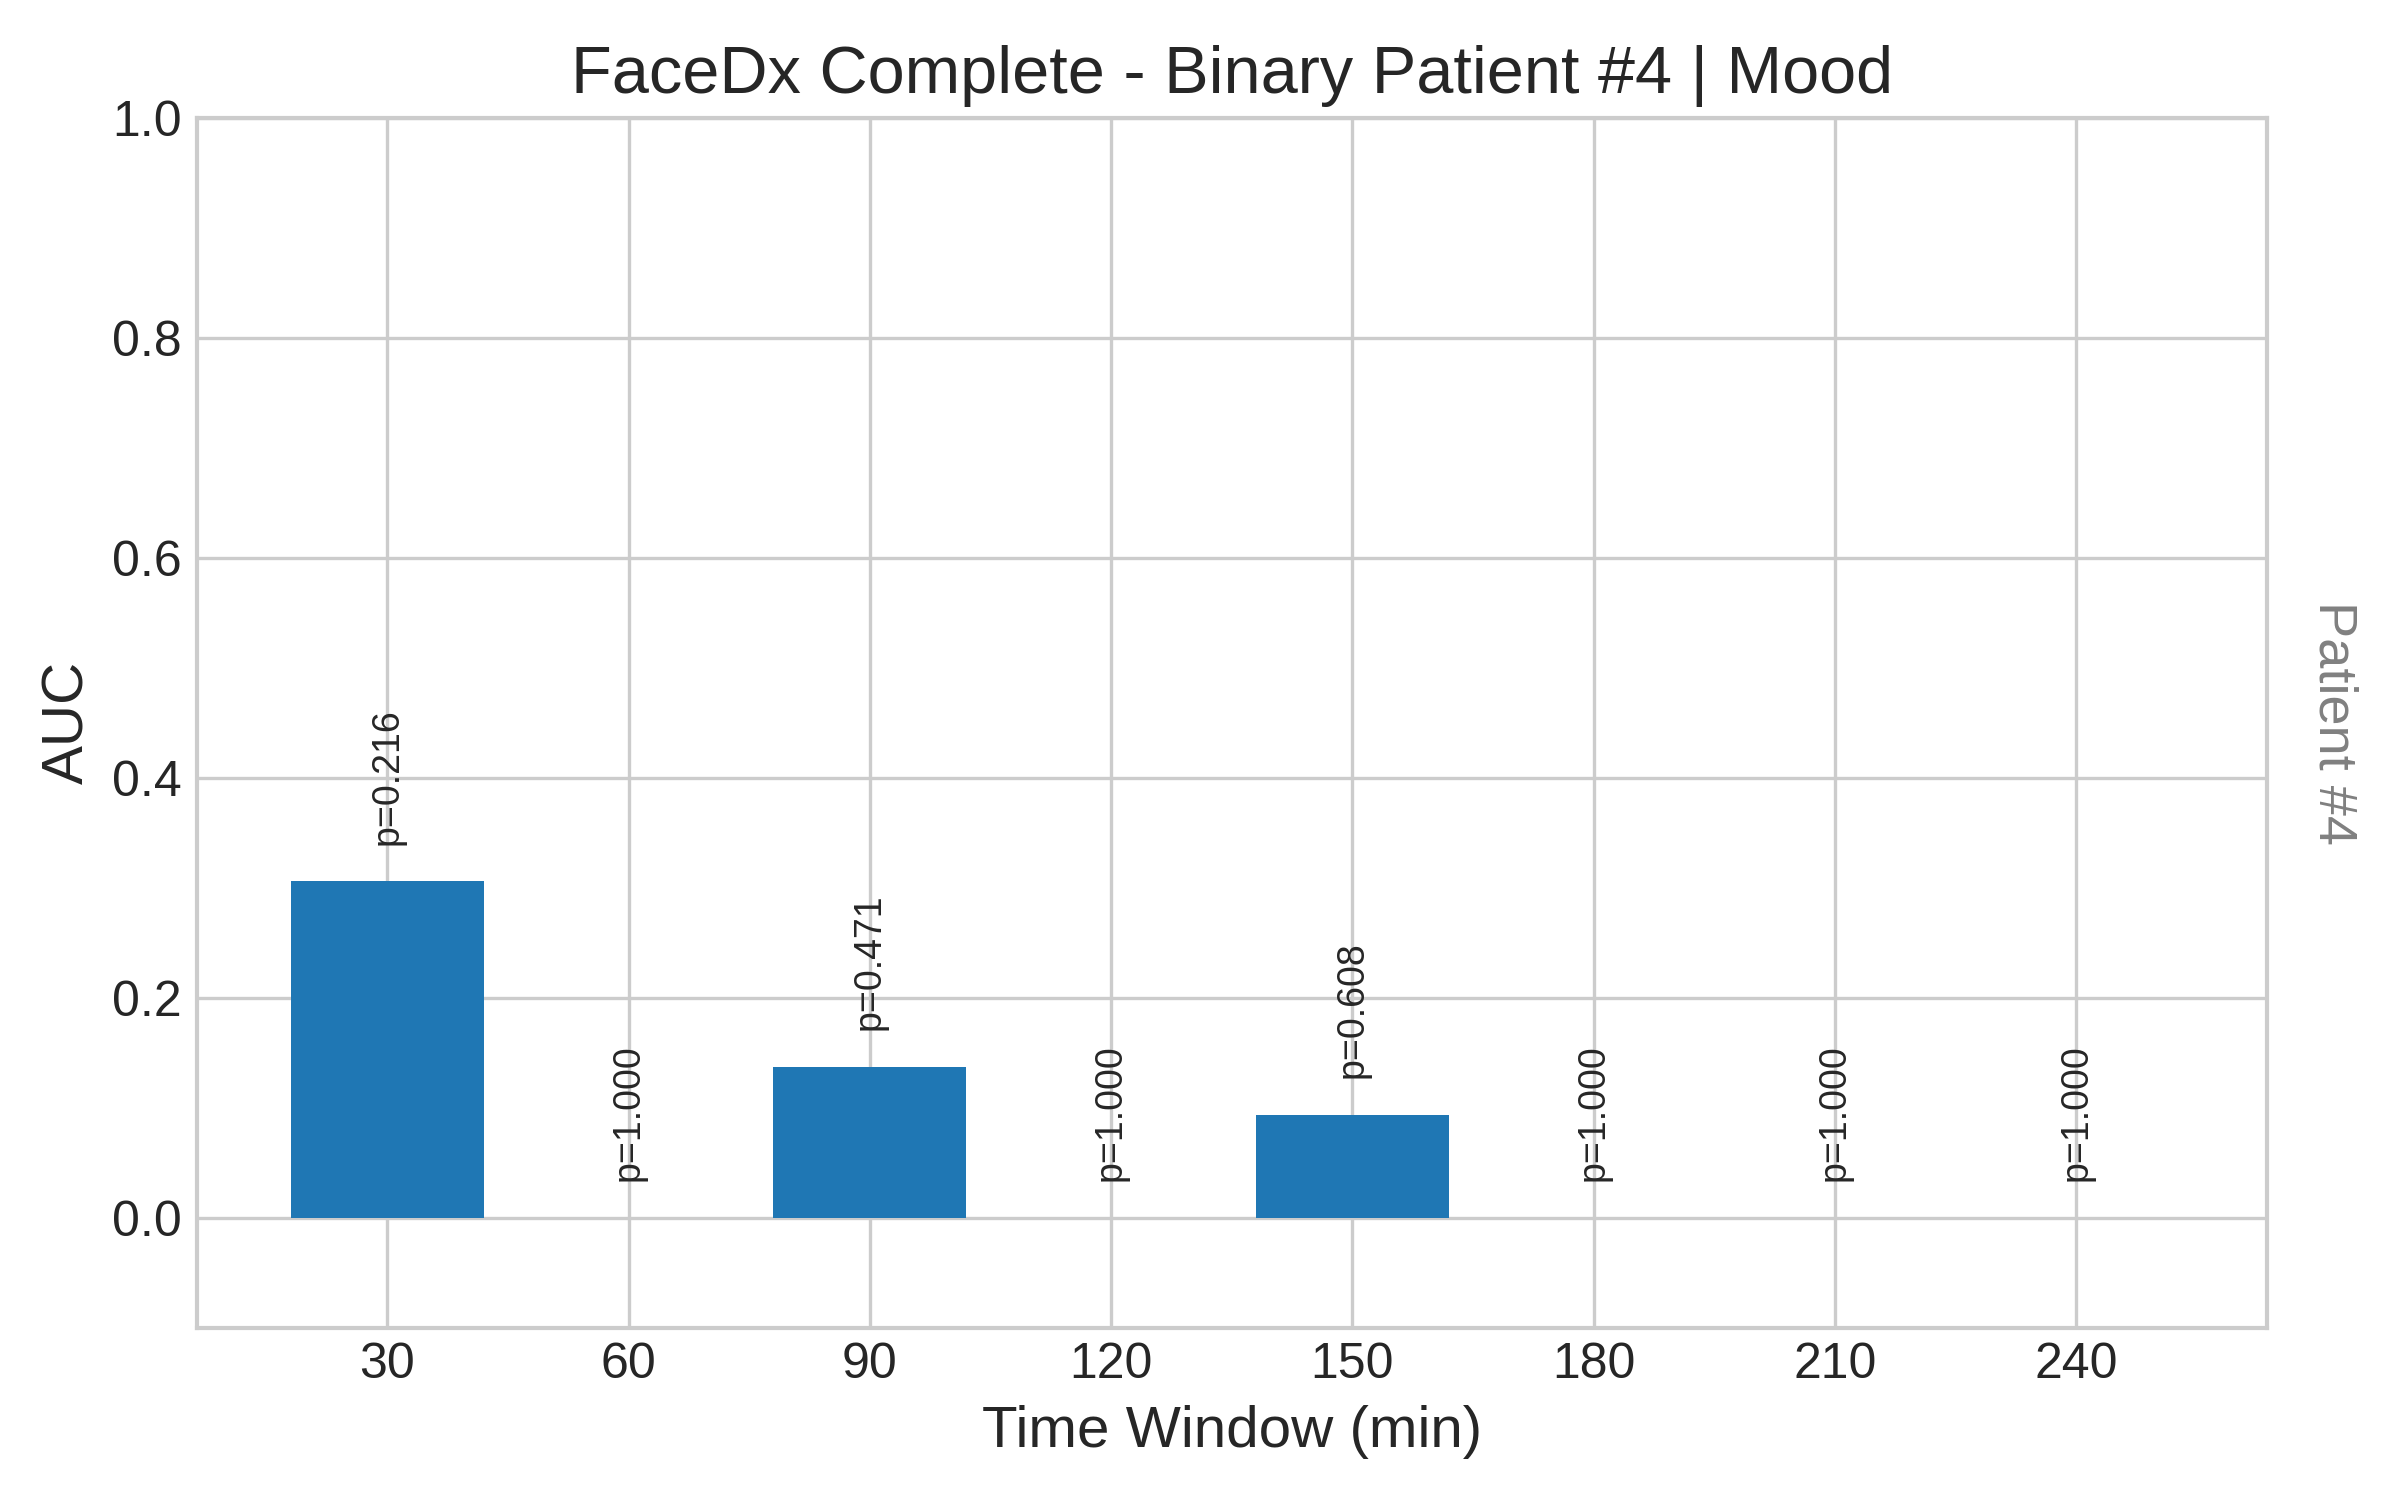 FaceDx Complete - Binary Patient #4 | Mood
1.0
0.8
0.6
0.4
0.2
0.0
AUC
p=0.216
p=1.000
p=0.471
p=1.000
p=0.608
p=1.000
p=1.000
p=1.000
Patient #4
30 60 90 120 150 180 210 240
Time Window (min)